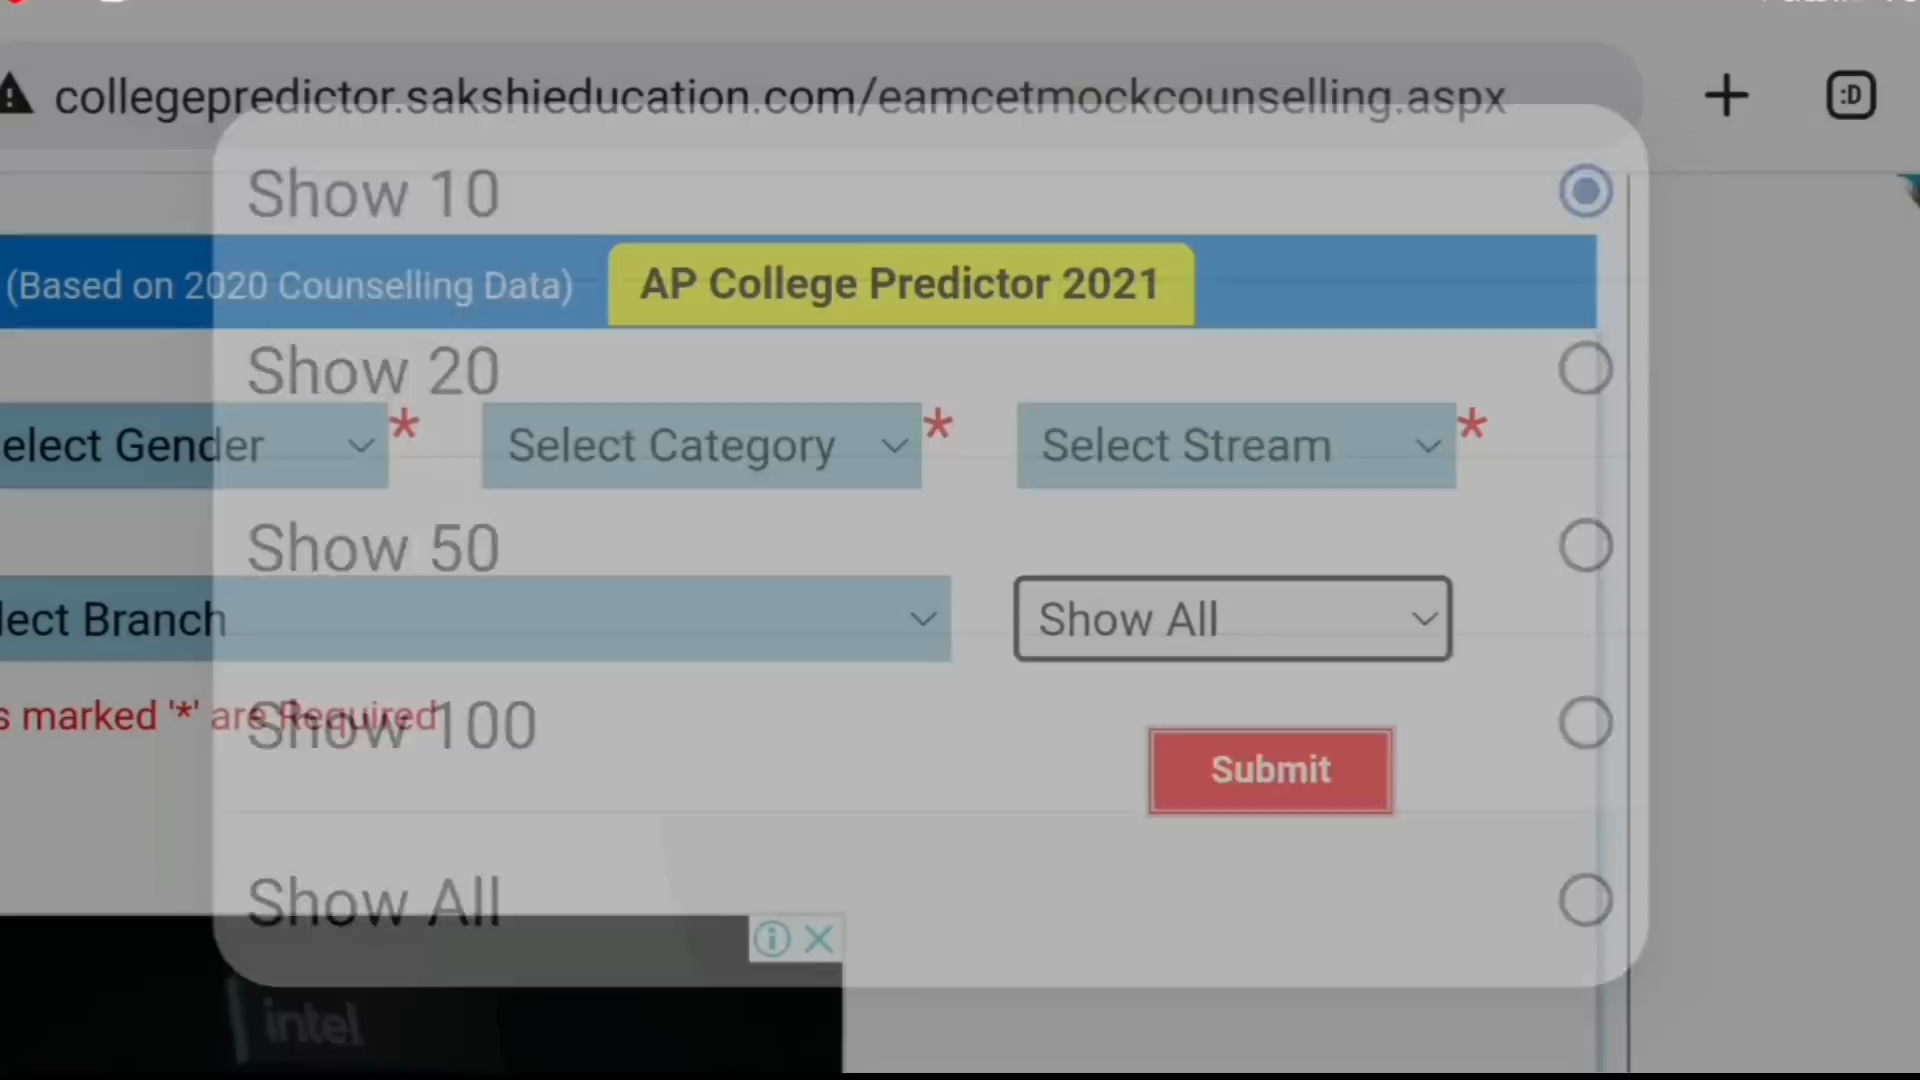 collegepredictor.sakshieducation.com/eamcetmockcounselling.aspx
:D
Show 10
(Based on 2020 Counselling Data) AP College Predictor 2021
Show 20
elect Gender * Select Category * Select Stream *
Show 50
lect Branch Show All
s marked '*' are Required
Show 100
Submit
Show All
intel